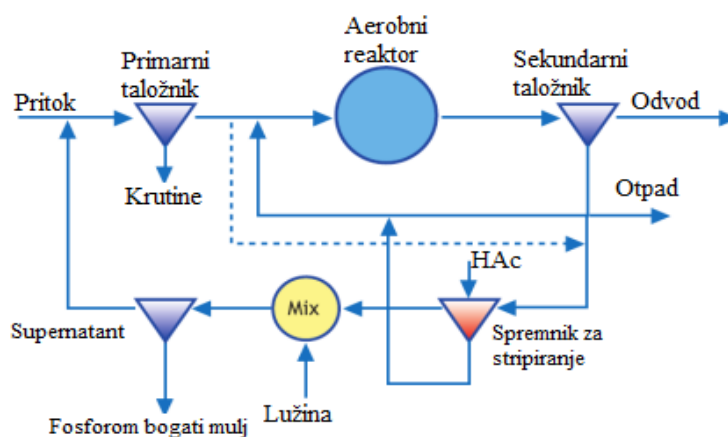 Aerobni
reaktor
Primarni
taložnik
Sekundarni
taložnik
Pritok
Odvod
Krutine
Otpad
HAc
Mix
Supernatant
Spremnik za
stripiranje
Lužina
Fosforom bogati mulj